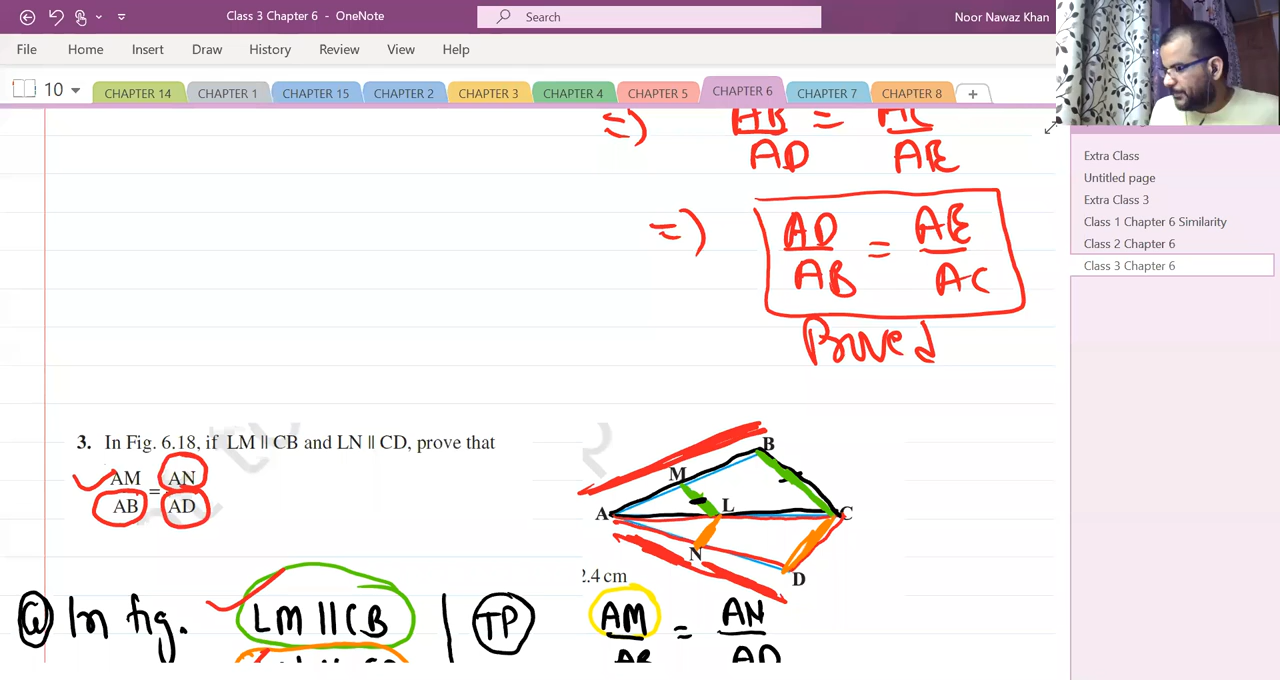 Class 3 Chapter 6 - OneNote
Search
Noor Nawaz Khan
File Home Insert Draw History Review View Help
10 CHAPTER 14 CHAPTER 1 CHAPTER 15 CHAPTER 2 CHAPTER 3 CHAPTER 4 CHAPTER 5 CHAPTER 6 CHAPTER 7 CHAPTER 8 +
Extra Class
Untitled page
Extra Class 3
Class 1 Chapter 6 Similarity
Class 2 Chapter 6
Class 3 Chapter 6
=) AB = AC
AD AE
=) AD = AE
AB AC
Proved
3. In Fig. 6.18, if LM || CB and LN || CD, prove that
AM = AN
AB AD
B
M
A L C
N
D
2.4 cm
G In fig. LM || CB | TP AM = AN
AB AD